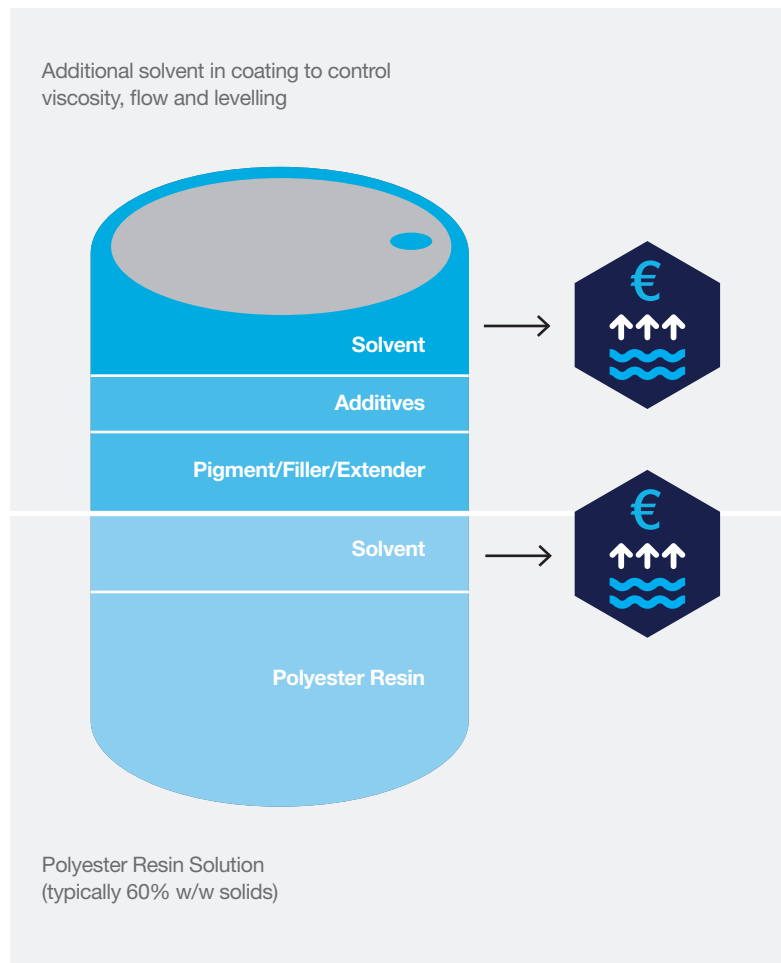 Additional solvent in coating to control
viscosity, flow and levelling
€
Solvent
Additives
Pigment/Filler/Extender
€
Solvent
Polyester Resin
Polyester Resin Solution
(typically 60% w/w solids)